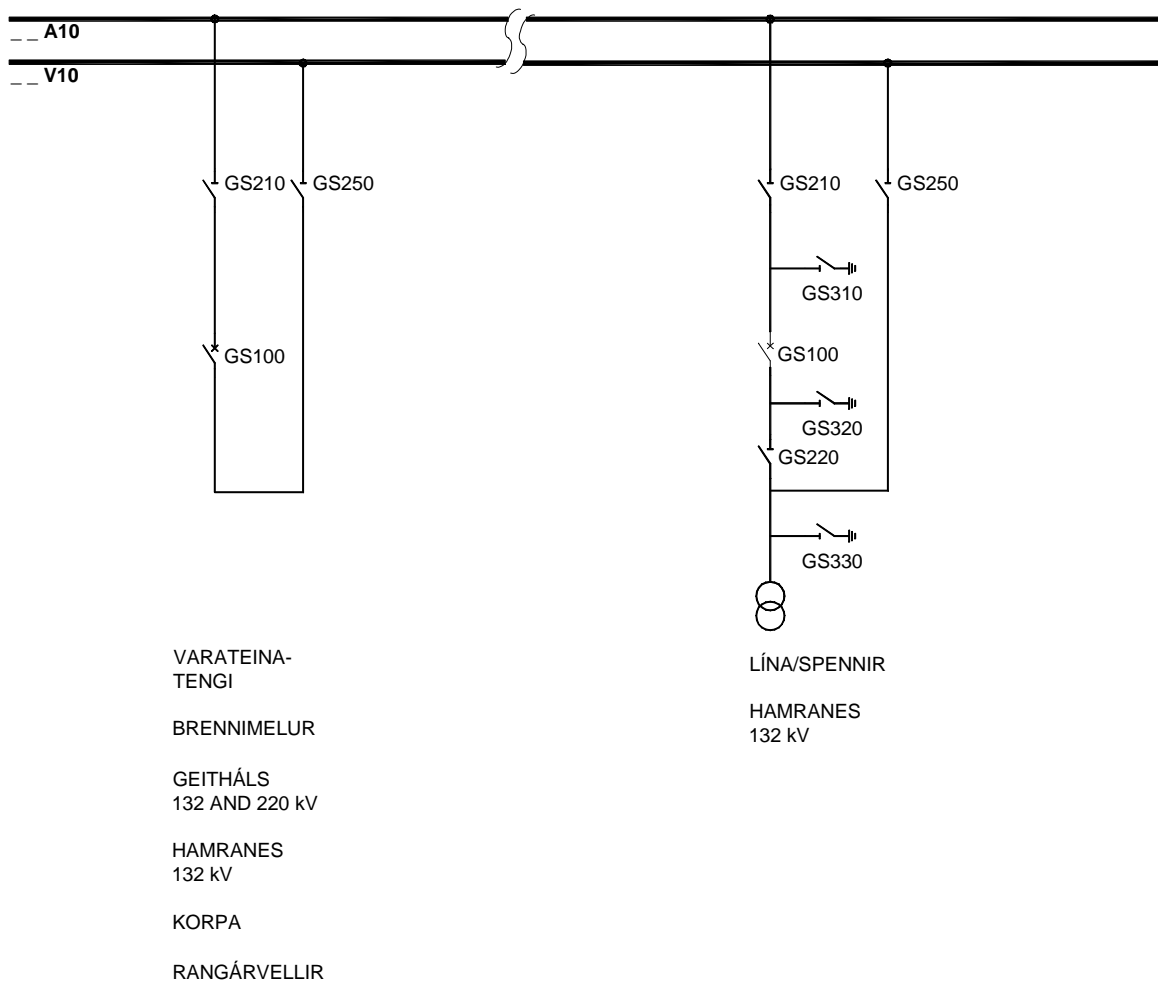 _ _ A10
_ _ V10
GS210 GS250 GS210 GS250
GS310
GS100 GS100
GS320
GS220
GS330
VARATEINA-
TENGI
BRENNIMELUR
GEITHÁLS
132 AND 220 kV
HAMRANES
132 kV
KORPA
RANGÁRVELLIR
LÍNA/SPENNIR
HAMRANES
132 kV